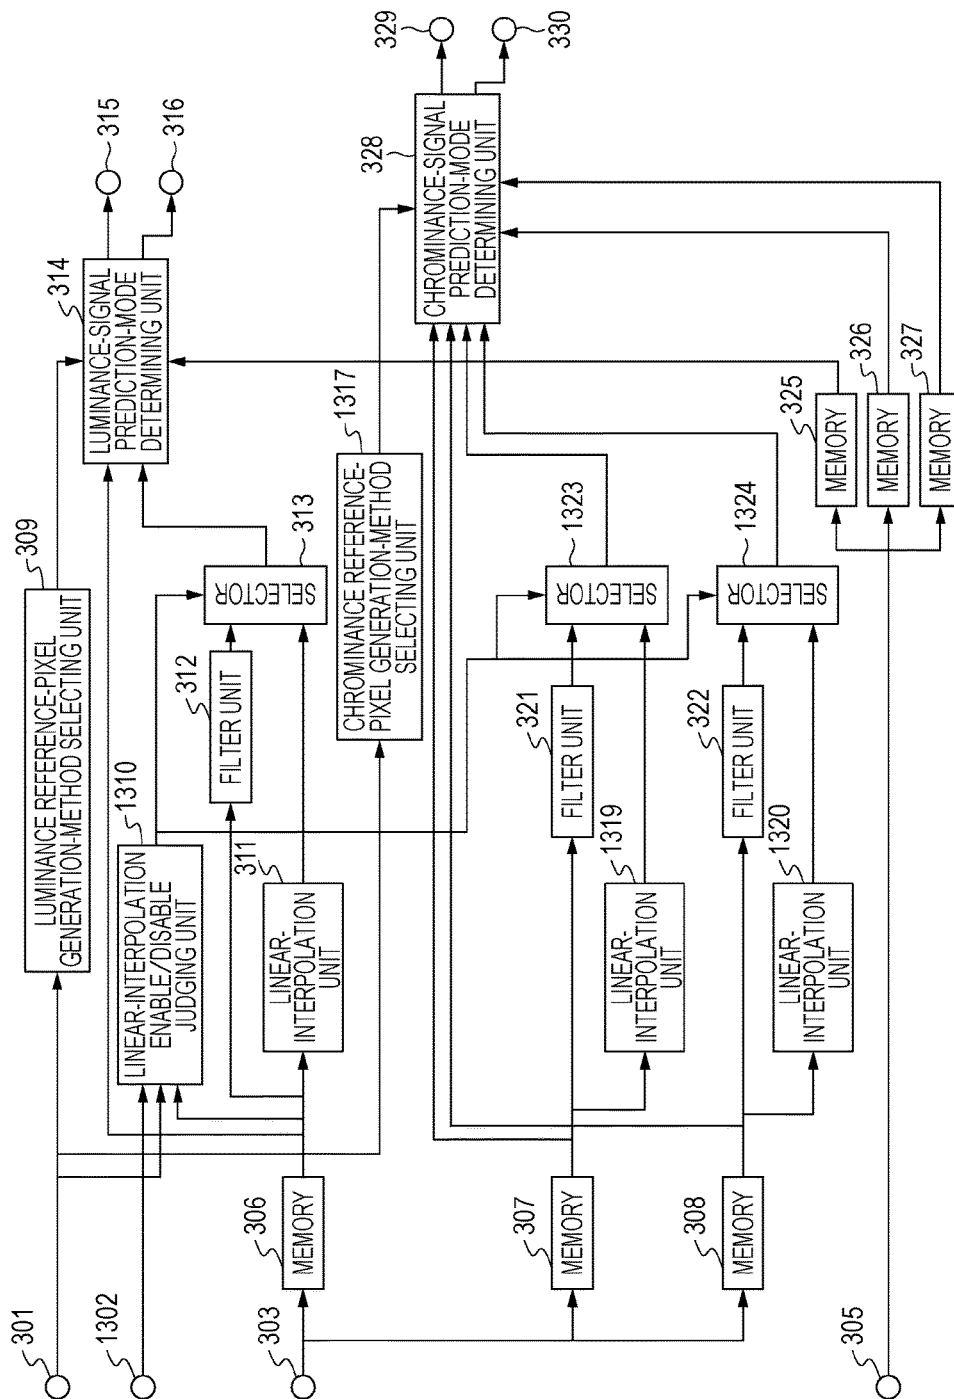 301
1302
303
305
306
MEMORY
307
MEMORY
308
MEMORY
309
LUMINANCE REFERENCE-PIXEL
GENERATION-METHOD SELECTING UNIT
1310
LINEAR-INTERPOLATION
ENABLE/DISABLE
JUDGING UNIT
311
LINEAR-
INTERPOLATION
UNIT
312
FILTER UNIT
313
SELECTOR
314
LUMINANCE-SIGNAL
PREDICTION-MODE
DETERMINING UNIT
315
316
1317
CHROMINANCE REFERENCE-
PIXEL GENERATION-METHOD
SELECTING UNIT
1319
LINEAR-
INTERPOLATION
UNIT
1320
LINEAR-
INTERPOLATION
UNIT
321
FILTER UNIT
322
FILTER UNIT
1323
SELECTOR
1324
SELECTOR
325
MEMORY
326
MEMORY
327
MEMORY
328
CHROMINANCE-SIGNAL
PREDICTION-MODE
DETERMINING UNIT
329
330